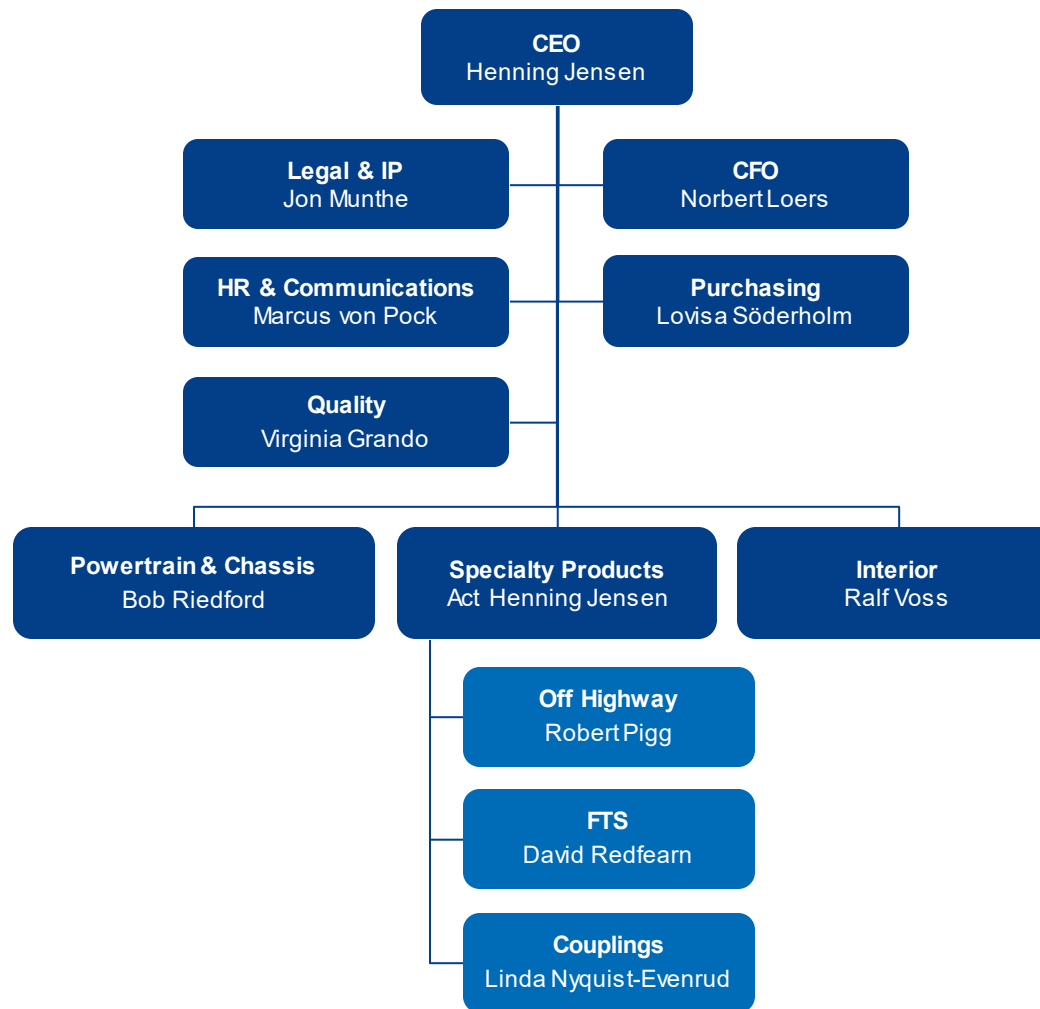 CEO
Henning Jensen
Legal & IP
Jon Munthe
CFO
Norbert Loers
HR & Communications
Marcus von Pock
Purchasing
Lovisa Söderholm
Quality
Virginia Grando
Powertrain & Chassis
Bob Riedford
Specialty Products
Act Henning Jensen
Interior
Ralf Voss
Off Highway
Robert Pigg
FTS
David Redfearn
Couplings
Linda Nyquist-Evenrud